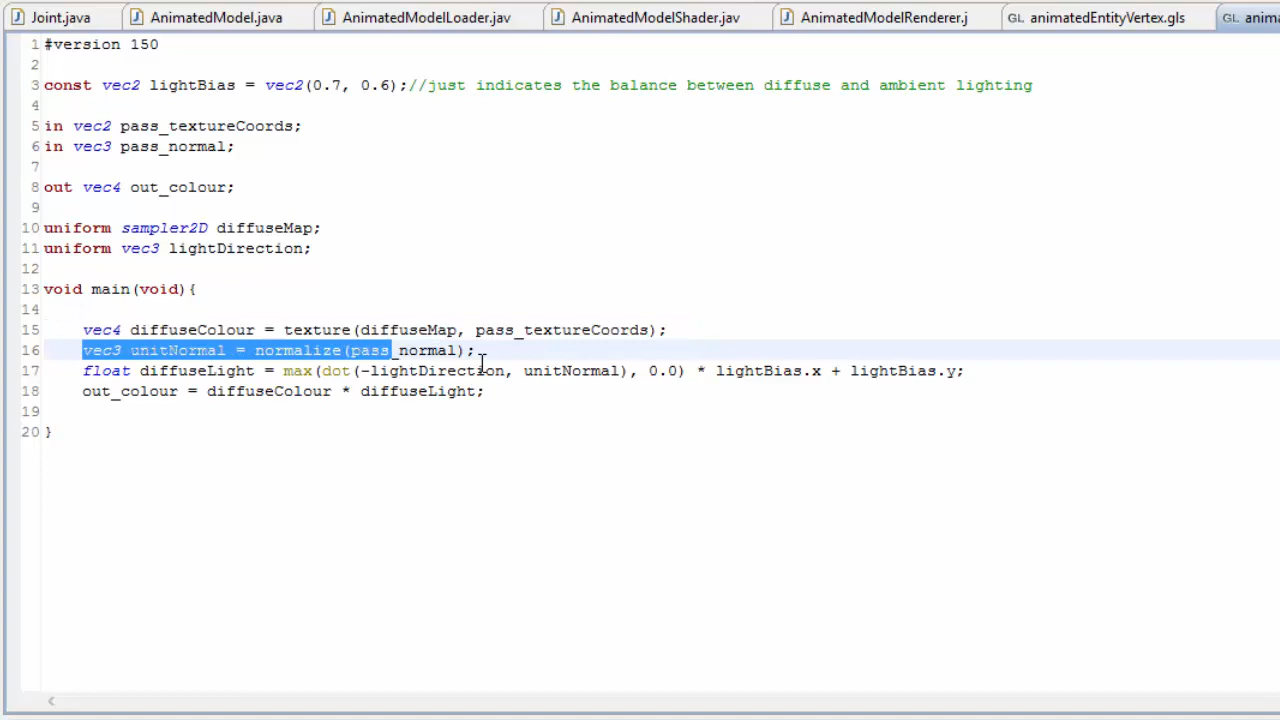 Joint.java AnimatedModel.java AnimatedModelLoader.jav AnimatedModelShader.jav AnimatedModelRenderer.j GL animatedEntityVertex.gls GL anima
1 #version 150
2
3 const vec2 lightBias = vec2(0.7, 0.6);//just indicates the balance between diffuse and ambient lighting
4
5 in vec2 pass_textureCoords;
6 in vec3 pass_normal;
7
8 out vec4 out_colour;
9
10 uniform sampler2D diffuseMap;
11 uniform vec3 lightDirection;
12
13 void main(void){
14
15 vec4 diffuseColour = texture(diffuseMap, pass_textureCoords);
16 vec3 unitNormal = normalize(pass_normal);
17 float diffuseLight = max(dot(-lightDirection, unitNormal), 0.0) * lightBias.x + lightBias.y;
18 out_colour = diffuseColour * diffuseLight;
19
20 }